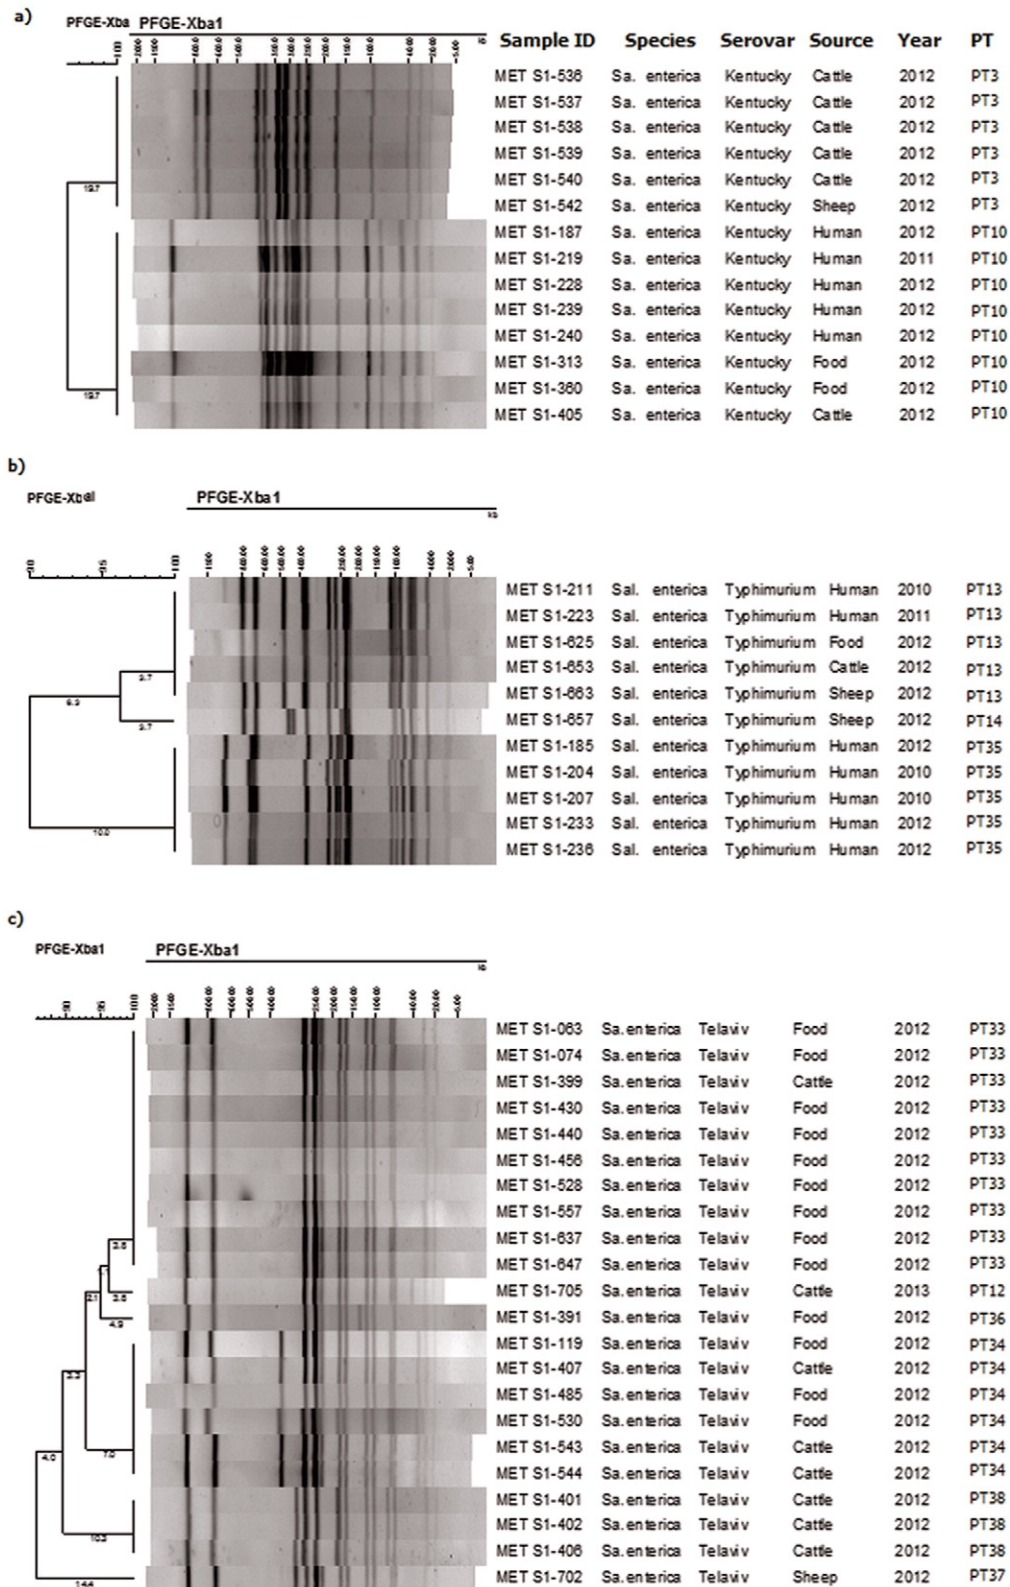 a)
PFGE-Xba PFGE-Xba1
Sample ID Species Serovar Source Year PT
MET S1-536 Sa. enterica Kentucky Cattle 2012 PT3
MET S1-537 Sa. enterica Kentucky Cattle 2012 PT3
MET S1-538 Sa. enterica Kentucky Cattle 2012 PT3
MET S1-539 Sa. enterica Kentucky Cattle 2012 PT3
MET S1-540 Sa. enterica Kentucky Cattle 2012 PT3
MET S1-542 Sa. enterica Kentucky Sheep 2012 PT3
MET S1-187 Sa. enterica Kentucky Human 2012 PT10
MET S1-219 Sa. enterica Kentucky Human 2011 PT10
MET S1-228 Sa. enterica Kentucky Human 2012 PT10
MET S1-239 Sa. enterica Kentucky Human 2012 PT10
MET S1-240 Sa. enterica Kentucky Human 2012 PT10
MET S1-313 Sa. enterica Kentucky Food 2012 PT10
MET S1-360 Sa. enterica Kentucky Food 2012 PT10
MET S1-405 Sa. enterica Kentucky Cattle 2012 PT10
b)
PFGE-XbaI PFGE-Xba1
MET S1-211 Sal. enterica Typhimurium Human 2010 PT13
MET S1-223 Sal. enterica Typhimurium Human 2011 PT13
MET S1-625 Sal. enterica Typhimurium Food 2012 PT13
MET S1-653 Sal. enterica Typhimurium Cattle 2012 PT13
MET S1-663 Sal. enterica Typhimurium Sheep 2012 PT13
MET S1-657 Sal. enterica Typhimurium Sheep 2012 PT14
MET S1-185 Sal. enterica Typhimurium Human 2012 PT35
MET S1-204 Sal. enterica Typhimurium Human 2010 PT35
MET S1-207 Sal. enterica Typhimurium Human 2010 PT35
MET S1-233 Sal. enterica Typhimurium Human 2012 PT35
10.0
MET S1-236 Sal. enterica Typhimurium Human 2012 PT35
c)
PFGE-Xba1 PFGE-Xba1
90 95 100
MET S1-063 Sa.enterica Telaviv Food 2012 PT33
MET S1-074 Sa.enterica Telaviv Food 2012 PT33
MET S1-399 Sa.enterica Telaviv Cattle 2012 PT33
MET S1-430 Sa.enterica Telaviv Food 2012 PT33
MET S1-440 Sa.enterica Telaviv Food 2012 PT33
MET S1-456 Sa.enterica Telaviv Food 2012 PT33
MET S1-528 Sa.enterica Telaviv Food 2012 PT33
MET S1-557 Sa.enterica Telaviv Food 2012 PT33
MET S1-637 Sa.enterica Telaviv Food 2012 PT33
MET S1-647 Sa.enterica Telaviv Food 2012 PT33
MET S1-705 Sa.enterica Telaviv Cattle 2013 PT12
MET S1-391 Sa.enterica Telaviv Food 2012 PT36
MET S1-119 Sa.enterica Telaviv Food 2012 PT34
MET S1-407 Sa.enterica Telaviv Cattle 2012 PT34
MET S1-485 Sa.enterica Telaviv Food 2012 PT34
MET S1-530 Sa.enterica Telaviv Food 2012 PT34
MET S1-543 Sa.enterica Telaviv Cattle 2012 PT34
MET S1-544 Sa.enterica Telaviv Cattle 2012 PT34
MET S1-401 Sa.enterica Telaviv Cattle 2012 PT38
MET S1-402 Sa.enterica Telaviv Cattle 2012 PT38
MET S1-406 Sa.enterica Telaviv Cattle 2012 PT38
MET S1-702 Sa.enterica Telaviv Sheep 2012 PT37